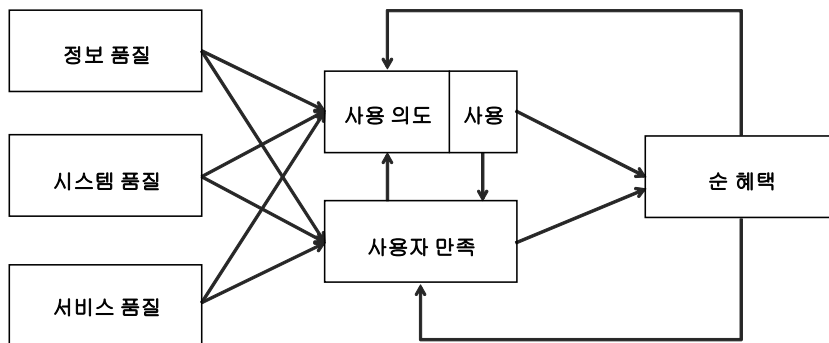 정보 품질
시스템 품질
서비스 품질
사용 의도
사용
사용자 만족
순 혜택